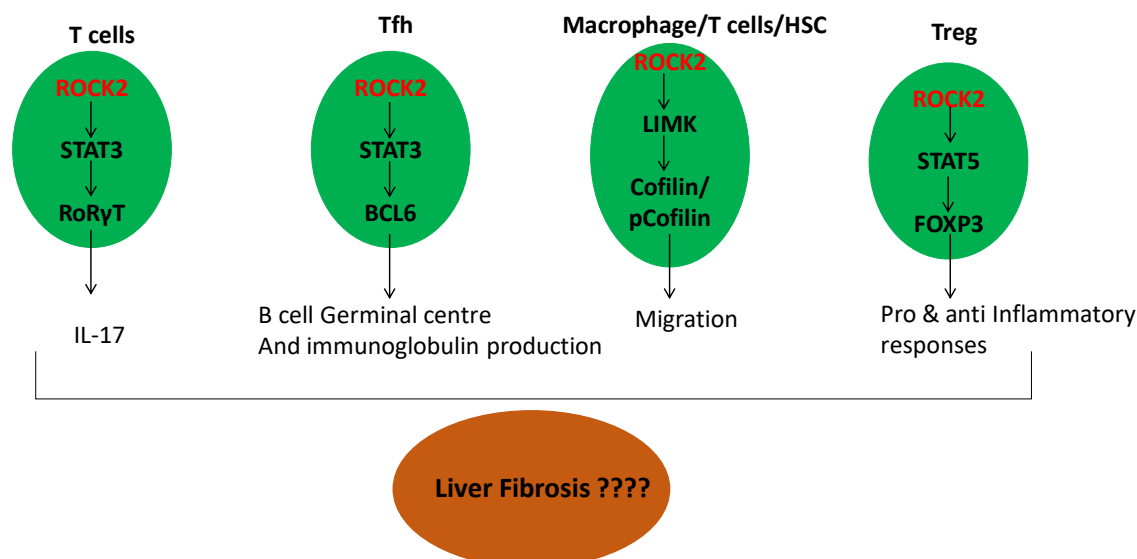 T cells
ROCK2
STAT3
RoRγT
IL-17
Tfh
ROCK2
STAT3
BCL6
B cell Germinal centre
And immunoglobulin production
Macrophage/T cells/HSC
ROCK2
LIMK
Cofilin/
pCofilin
Migration
Treg
ROCK2
STAT5
FOXP3
Pro & anti Inflammatory
responses
Liver Fibrosis ????